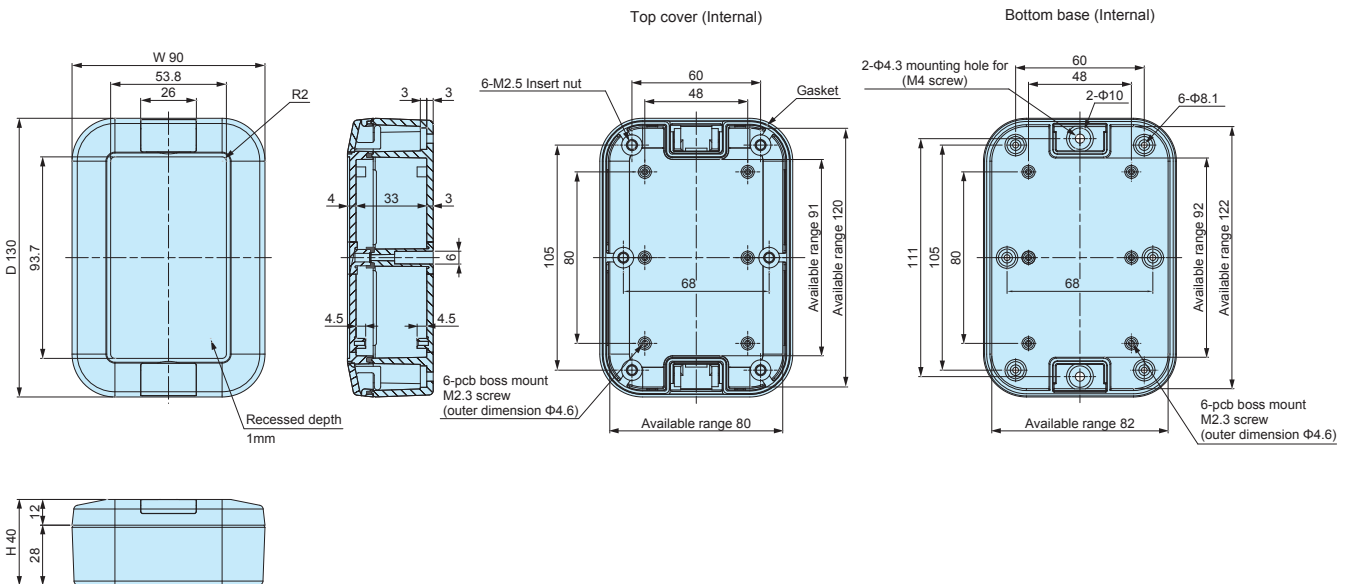 Top cover (Internal)
Bottom base (Internal)
W 90
53.8
26
R2
D 130
93.7
Recessed depth
1mm
3
3
4
33
3
6
4.5
4.5
6-M2.5 Insert nut
60
48
Gasket
105
80
68
Available range 91
Available range 120
6-pcb boss mount
M2.3 screw
(outer dimension Φ4.6)
Available range 80
2-Φ4.3 mounting hole for
(M4 screw)
60
48
2-Φ10
6-Φ8.1
111
105
80
68
Available range 92
Available range 122
Available range 82
6-pcb boss mount
M2.3 screw
(outer dimension Φ4.6)
H 40
12
28